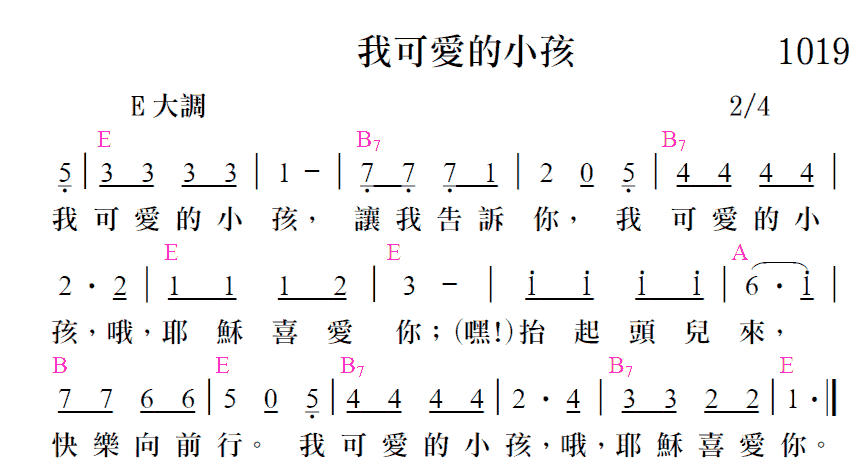 我可愛的小孩 1019
E 大調 2/4
E B7 B7
5̣ | 3 3 3 3 | 1 – | 7̣ 7̣ 7̣ 1 | 2 0 5̣ | 4 4 4 4 |
我可愛的小孩，讓我告訴你，我可愛的小
E E A
2 · 2 | 1 1 1 2 | 3 – | i i i i | 6 · i |
孩，哦，耶穌喜愛你；(嘿!)抬起頭兒來，
B E B7 B7 E
7 7 6 6 | 5 0 5̣ | 4 4 4 4 | 2 · 4 | 3 3 2 2 | 1 · ‖
快樂向前行。我可愛的小孩，哦，耶穌喜愛你。